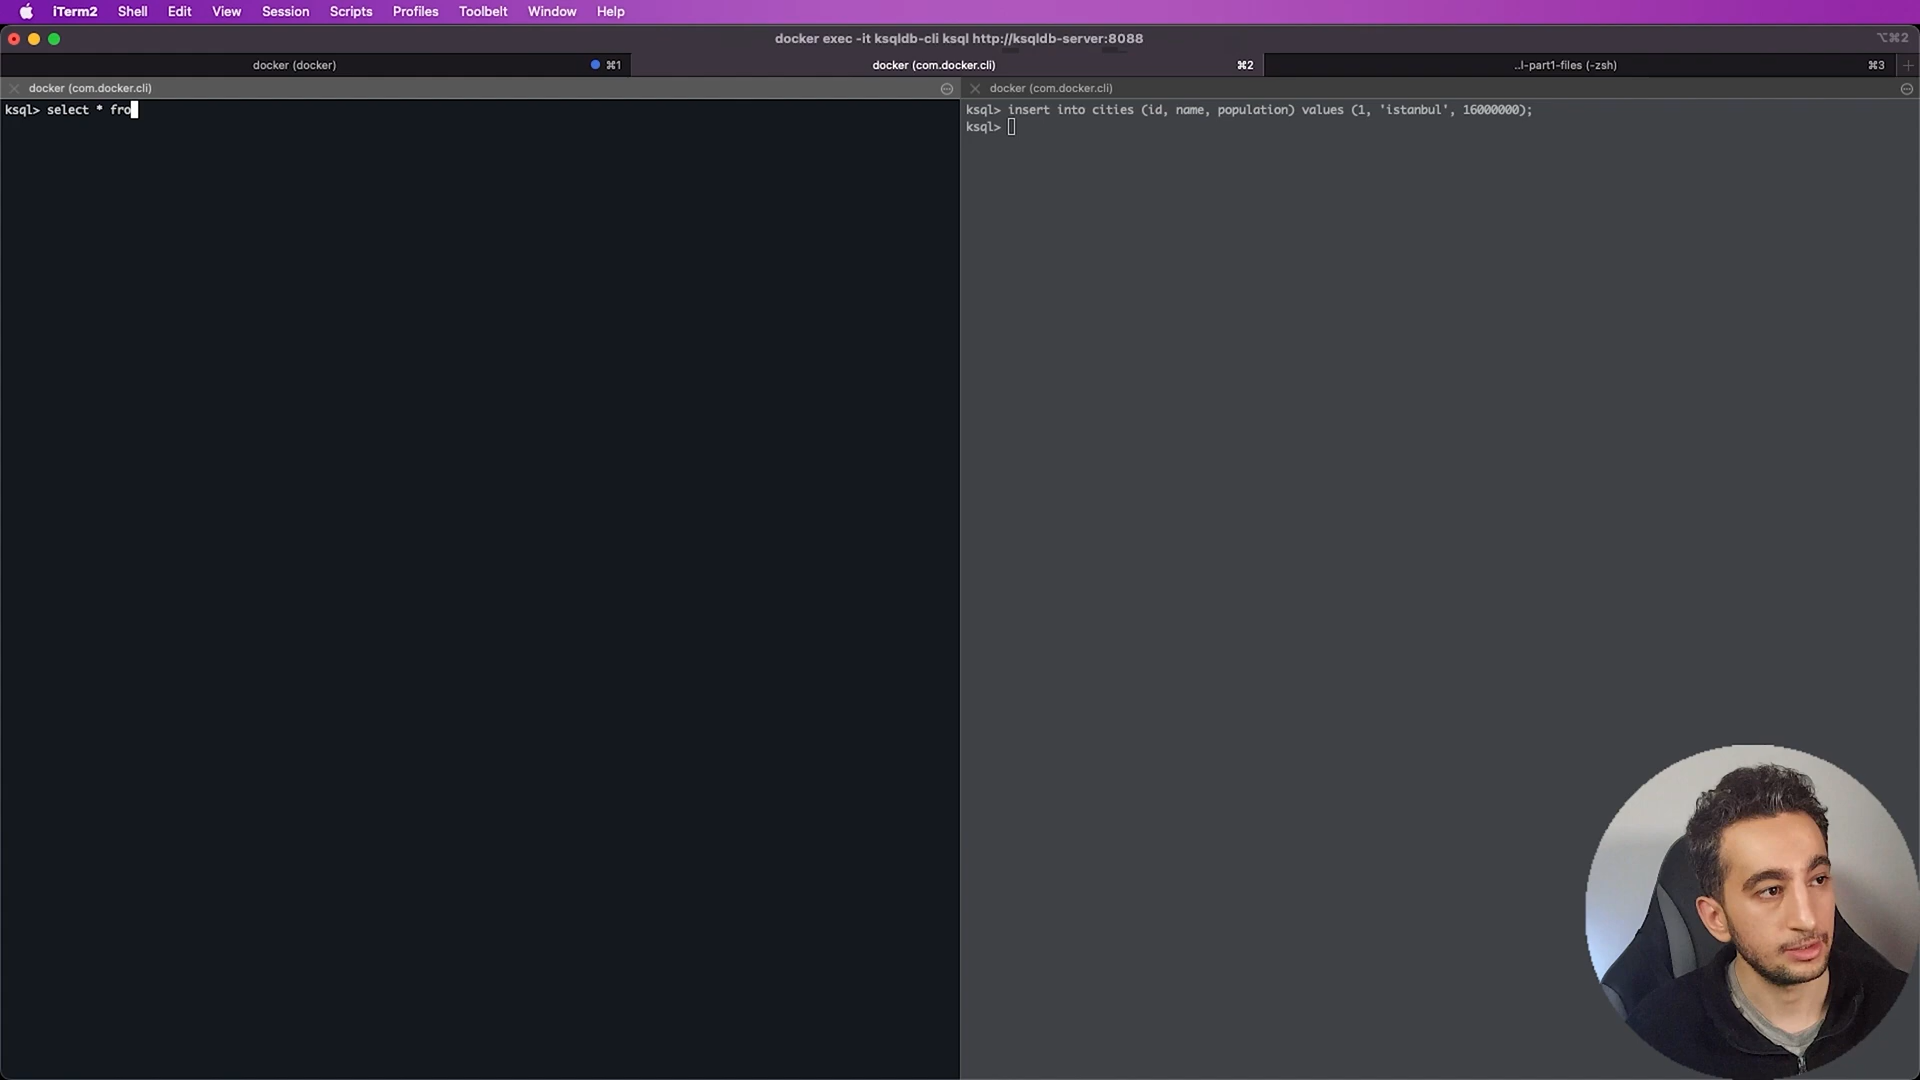 iTerm2 Shell Edit View Session Scripts Profiles Toolbelt Window Help
docker exec -it ksqldb-cli ksql http://ksqldb-server:8088
⌥⌘2
docker (docker) ⌘1
docker (com.docker.cli) ⌘2
..l-part1-files (-zsh) ⌘3
docker (com.docker.cli)
ksql> select * fro
docker (com.docker.cli)
ksql> insert into cities (id, name, population) values (1, 'istanbul', 16000000);
ksql>